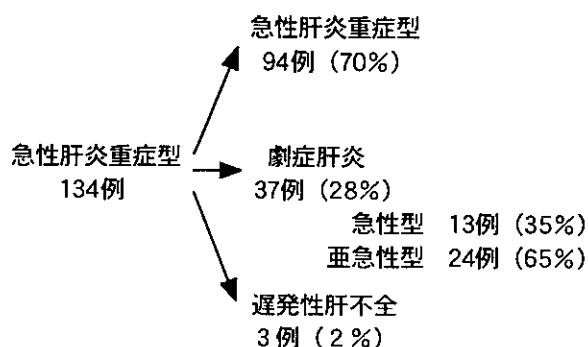 急性肝炎重症型
94例（70%）
急性肝炎重症型
134例
劇症肝炎
37例（28%）
急性型 13例（35%）
亜急性型 24例（65%）
遅発性肝不全
3例（2%）